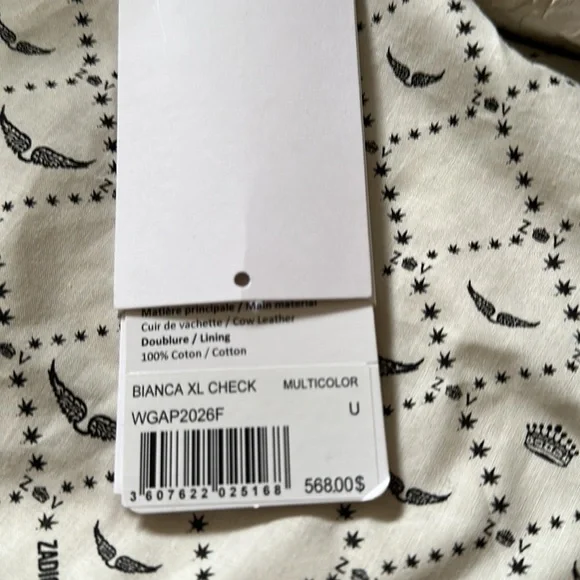 Matière principale / Main material
Cuir de vachette / Cow Leather
Doublure / Lining
100% Coton / Cotton
BIANCA XL CHECK MULTICOLOR
WGAP2026F U
3 607622 025168 568.00$
ZADIG